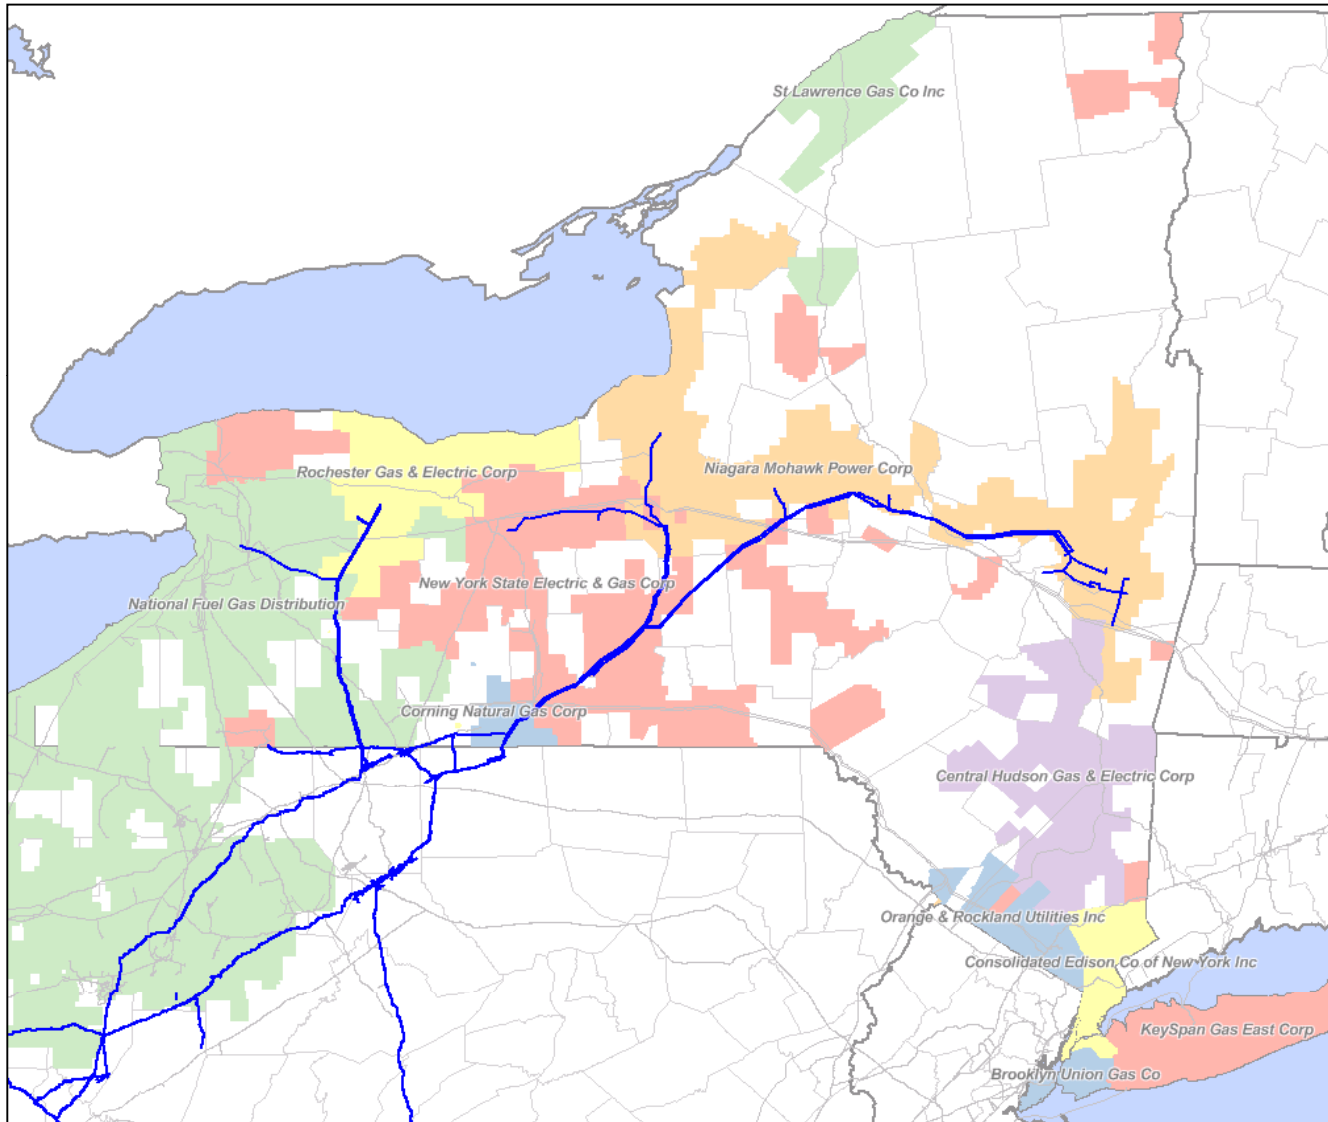 St Lawrence Gas Co Inc
Niagara Mohawk Power Corp
Rochester Gas & Electric Corp
New York State Electric & Gas Corp
National Fuel Gas Distribution
Corning Natural Gas Corp
Central Hudson Gas & Electric Corp
Orange & Rockland Utilities Inc
Consolidated Edison Co of New York Inc
KeySpan Gas East Corp
Brooklyn Union Gas Co